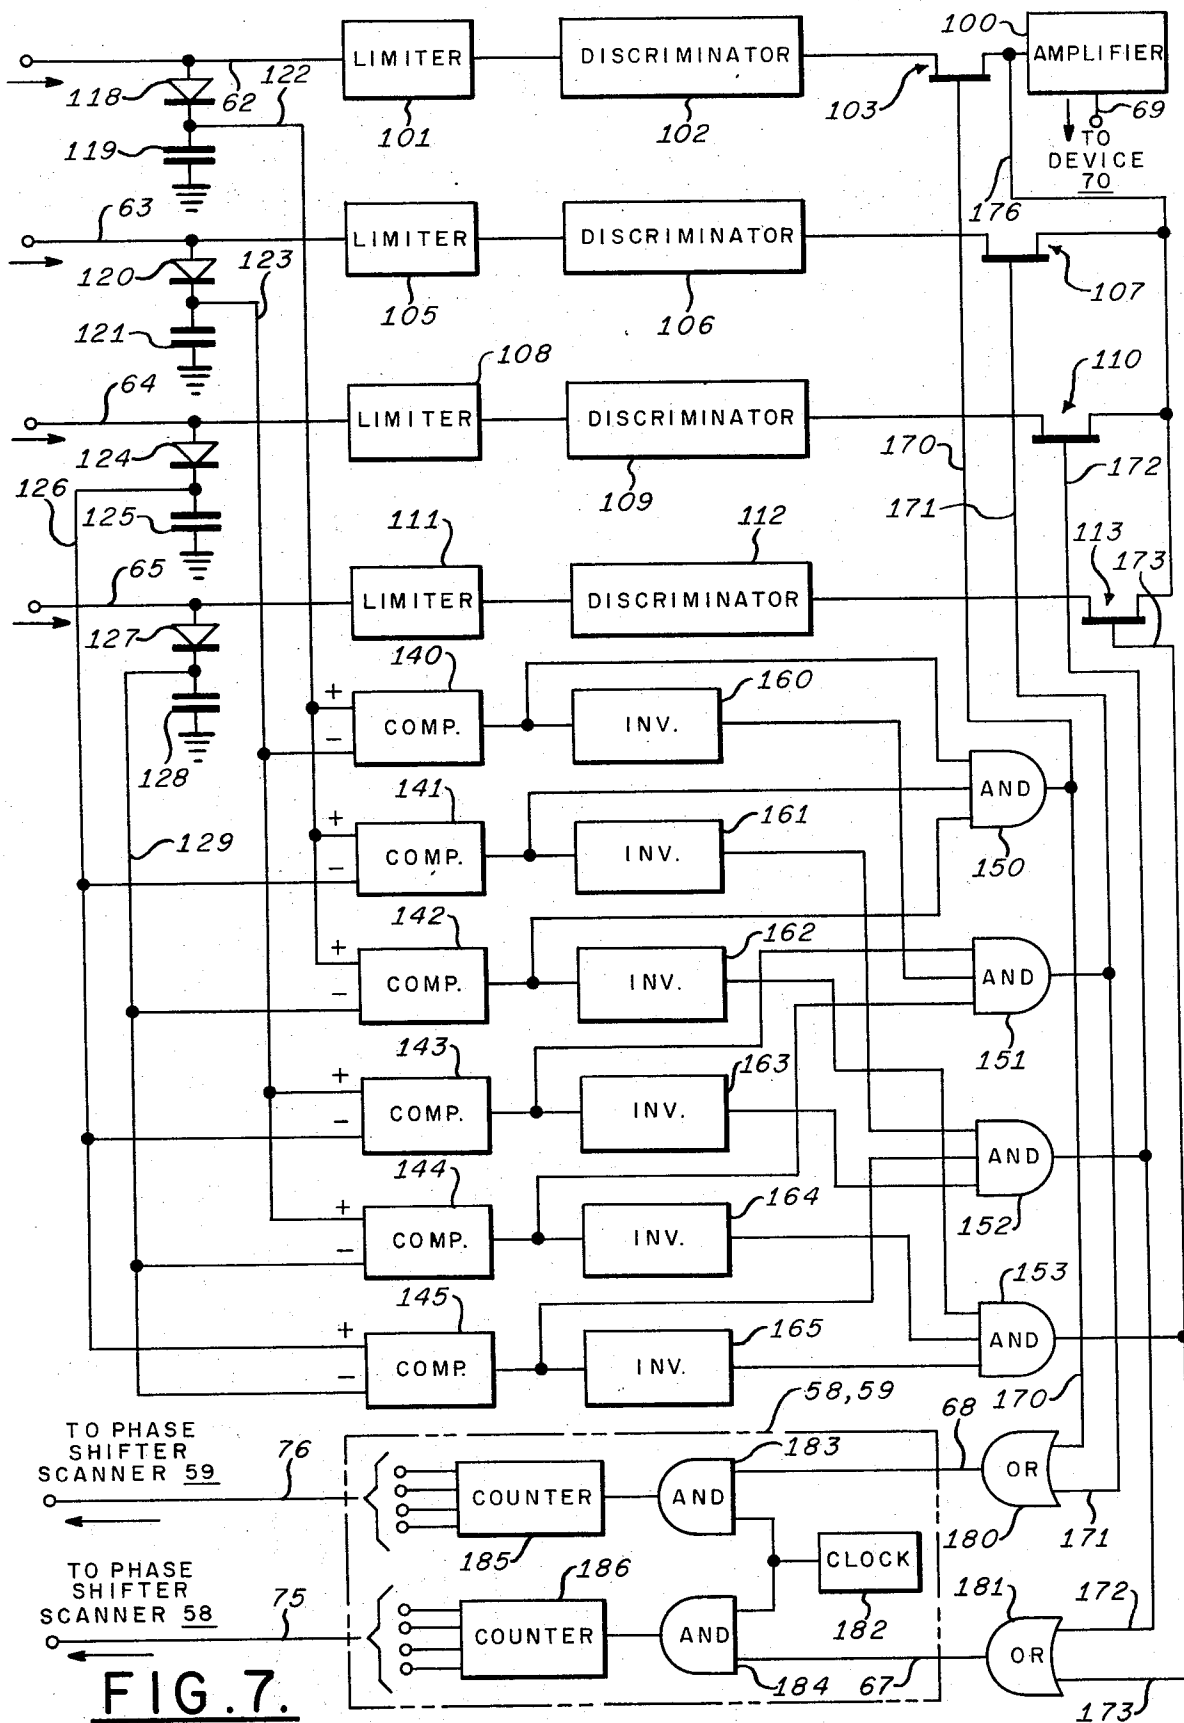 100
LIMITER
DISCRIMINATOR
AMPLIFIER
118
62
122
101
102
103
69
119
TO
DEVICE
70
63
176
LIMITER
DISCRIMINATOR
120
123
105
106
107
121
108
64
110
LIMITER
DISCRIMINATOR
124
170
172
126
109
125
171
111
112
113
173
65
LIMITER
DISCRIMINATOR
127
140
160
+
COMP.
INV.
−
128
141
AND
161
+
129
COMP.
INV.
150
−
142
162
+
COMP.
INV.
AND
−
143
163
151
+
COMP.
INV.
−
AND
144
164
152
+
COMP.
INV.
−
153
145
165
+
AND
COMP.
INV.
−
170
58,59
TO PHASE
SHIFTER
SCANNER 59
76
183
68
COUNTER
AND
OR
185
180
171
CLOCK
TO PHASE
SHIFTER
SCANNER 58
75
186
181
172
182
COUNTER
AND
OR
184
67
173
FIG.7.